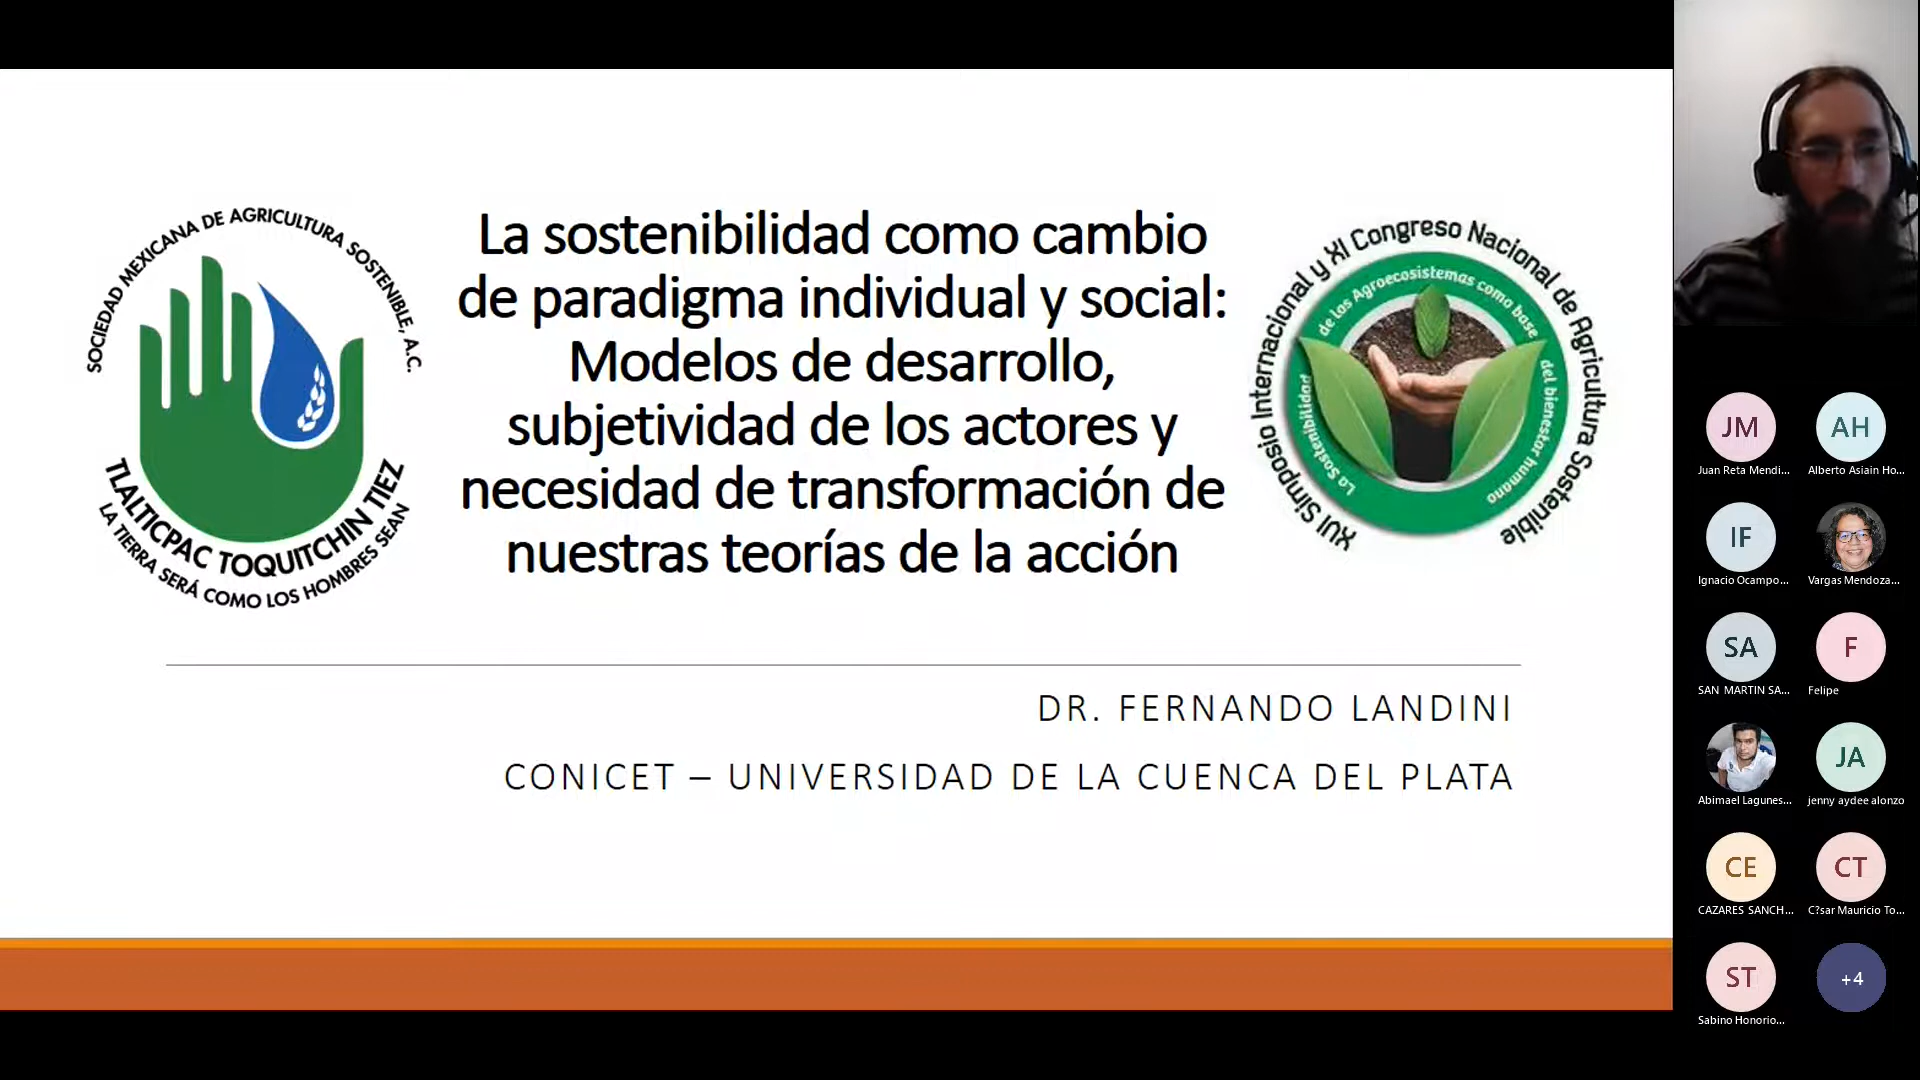 SOCIEDAD MEXICANA DE AGRICULTURA SOSTENIBLE, A.C.
TLALTICPAC TOQUITCHIN TIEZ
LA TIERRA SERÁ COMO LOS HOMBRES SEAN
La sostenibilidad como cambio
de paradigma individual y social:
Modelos de desarrollo,
subjetividad de los actores y
necesidad de transformación de
nuestras teorías de la acción
XVI Simposio Internacional y XI Congreso Nacional de Agricultura Sostenible
La Sostenibilidad de los Agroecosistemas como base del bienestar humano
DR. FERNANDO LANDINI
CONICET – UNIVERSIDAD DE LA CUENCA DEL PLATA
JM
Juan Reta Mendi...
AH
Alberto Asiain Ho...
IF
Ignacio Ocampo...
Vargas Mendoza...
SA
SAN MARTIN SA...
F
Felipe
Abimael Lagunes...
JA
jenny aydee alonzo
CE
CAZARES SANCH...
CT
C?sar Mauricio To...
ST
Sabino Honorio...
+4